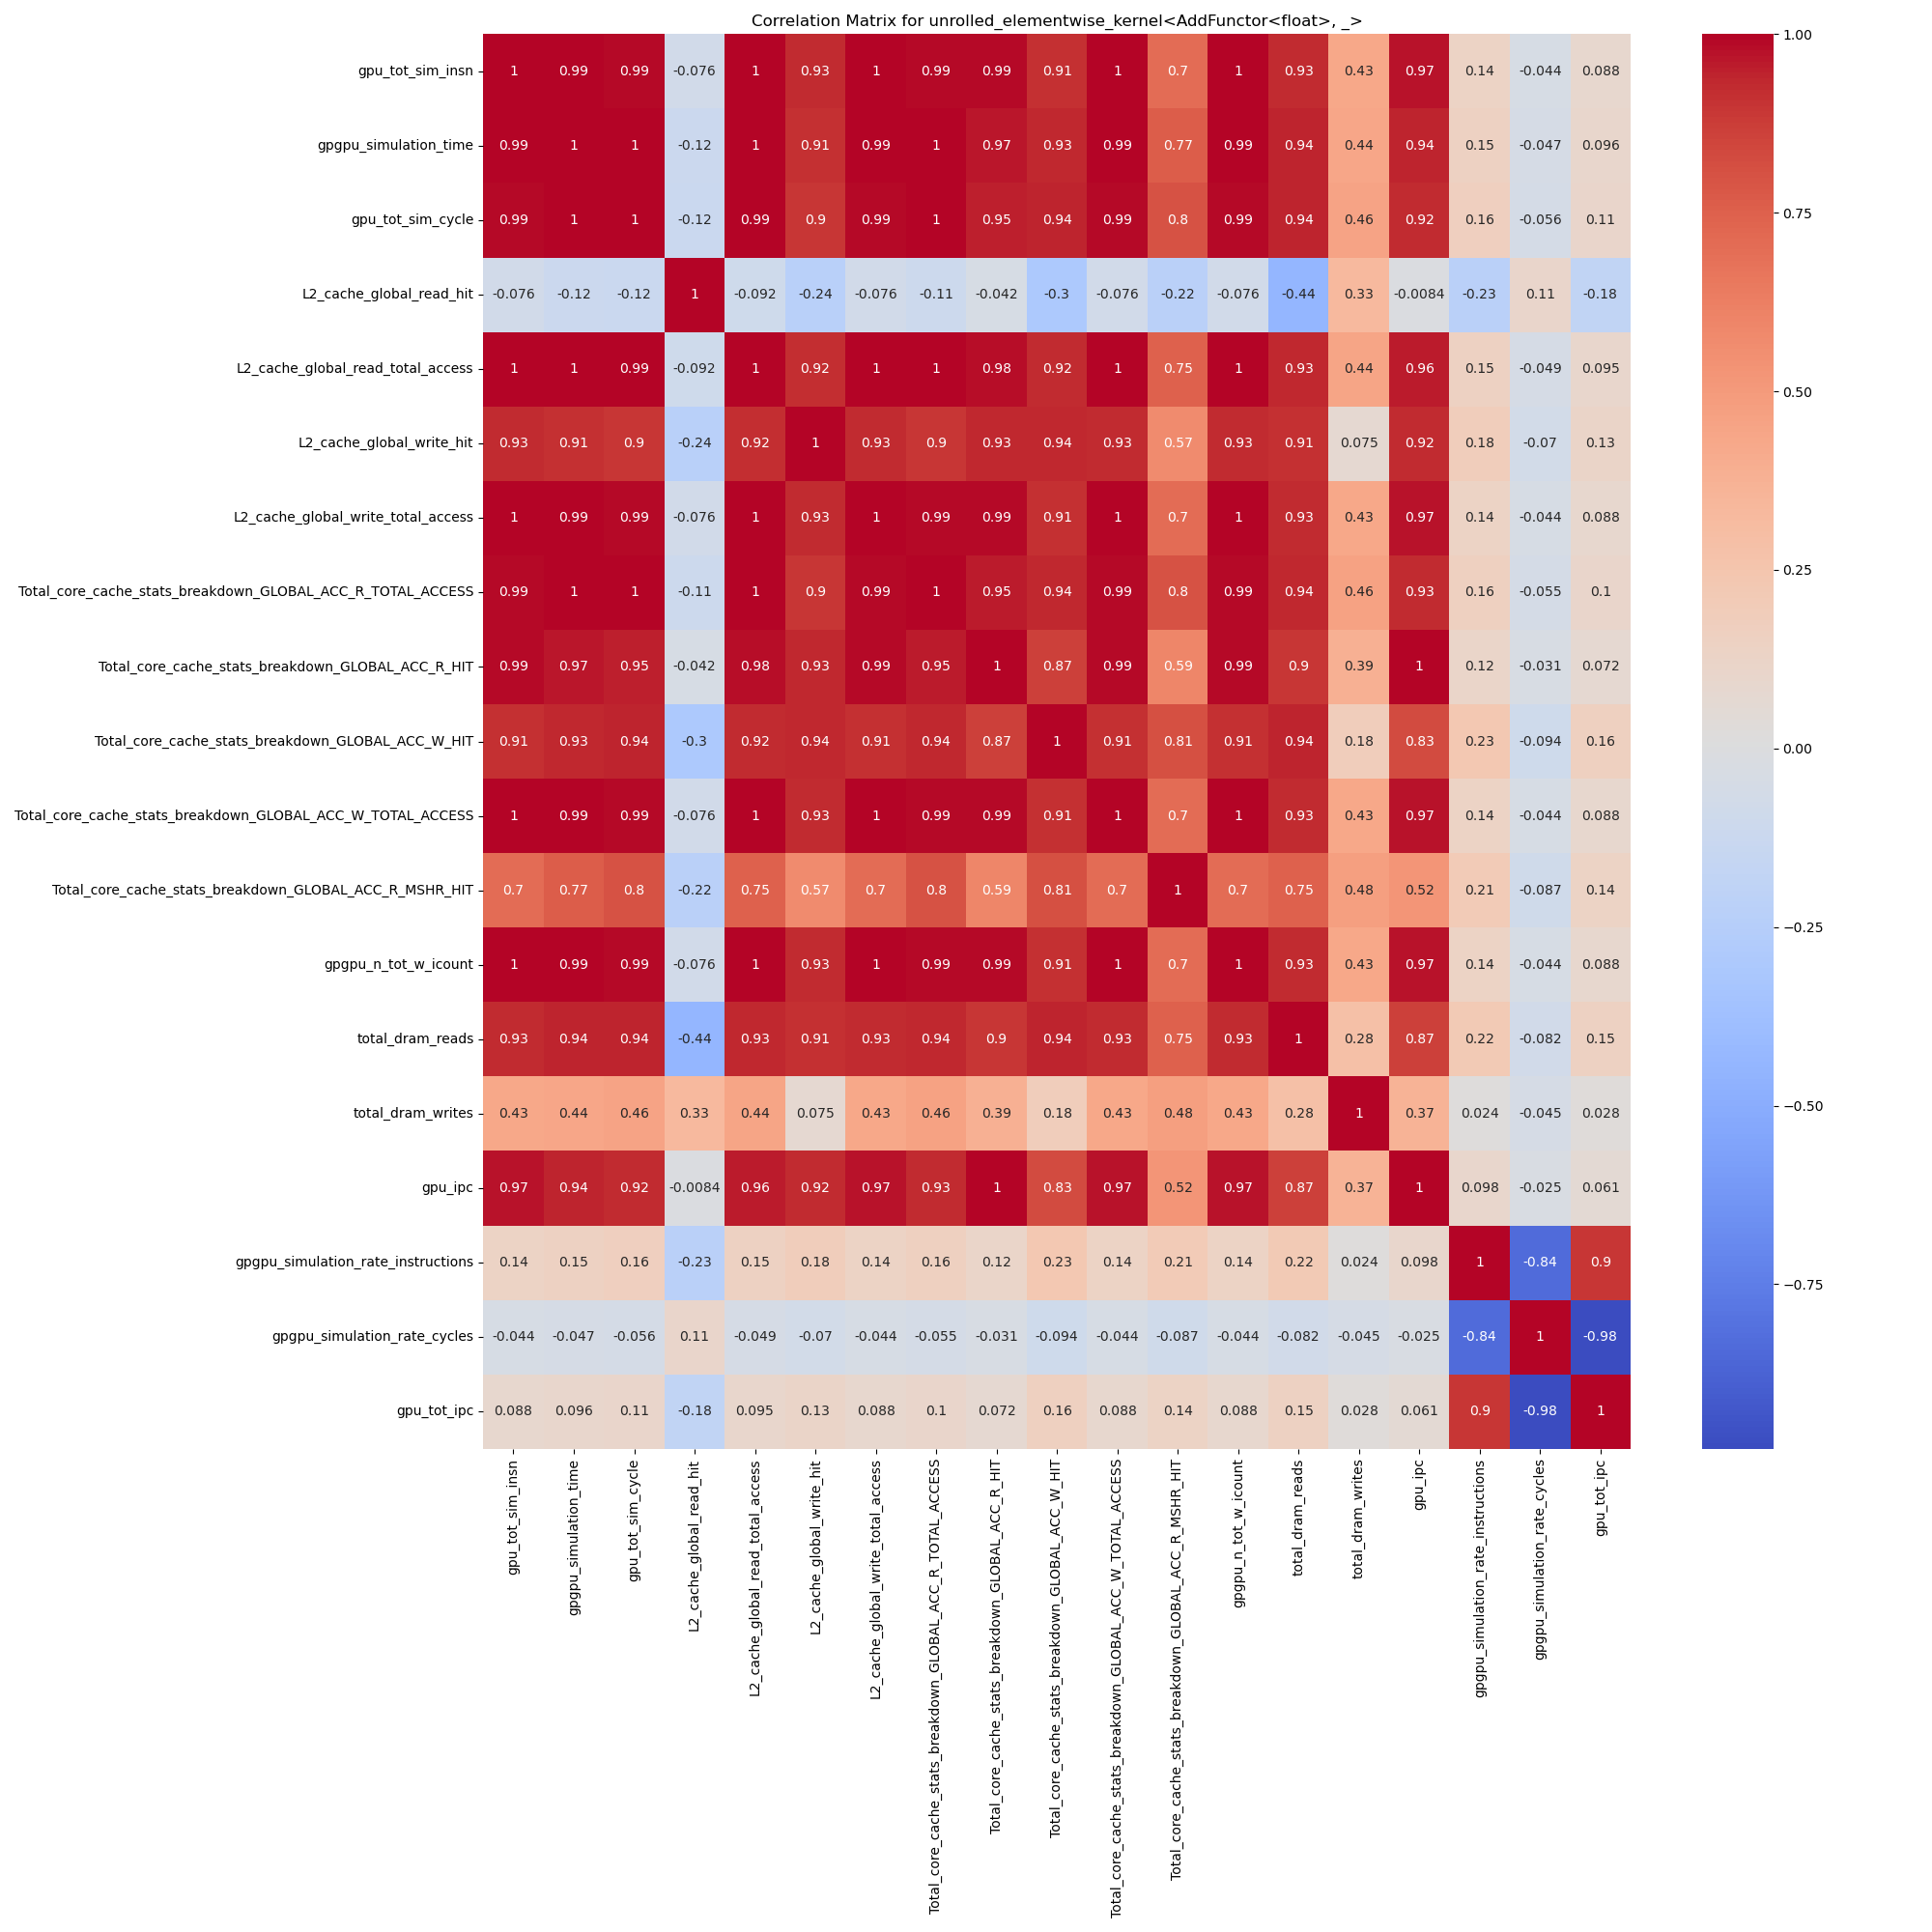 Correlation Matrix for unrolled_elementwise_kernel<AddFunctor<float>, _>
gpu_tot_sim_insn 1 0.99 0.99 -0.076 1 0.93 1 0.99 0.99 0.91 1 0.7 1 0.93 0.43 0.97 0.14 -0.044 0.088
gpgpu_simulation_time 0.99 1 1 -0.12 1 0.91 0.99 1 0.97 0.93 0.99 0.77 0.99 0.94 0.44 0.94 0.15 -0.047 0.096
gpu_tot_sim_cycle 0.99 1 1 -0.12 0.99 0.9 0.99 1 0.95 0.94 0.99 0.8 0.99 0.94 0.46 0.92 0.16 -0.056 0.11
L2_cache_global_read_hit -0.076 -0.12 -0.12 1 -0.092 -0.24 -0.076 -0.11 -0.042 -0.3 -0.076 -0.22 -0.076 -0.44 0.33 -0.0084 -0.23 0.11 -0.18
L2_cache_global_read_total_access 1 1 0.99 -0.092 1 0.92 1 1 0.98 0.92 1 0.75 1 0.93 0.44 0.96 0.15 -0.049 0.095
L2_cache_global_write_hit 0.93 0.91 0.9 -0.24 0.92 1 0.93 0.9 0.93 0.94 0.93 0.57 0.93 0.91 0.075 0.92 0.18 -0.07 0.13
L2_cache_global_write_total_access 1 0.99 0.99 -0.076 1 0.93 1 0.99 0.99 0.91 1 0.7 1 0.93 0.43 0.97 0.14 -0.044 0.088
Total_core_cache_stats_breakdown_GLOBAL_ACC_R_TOTAL_ACCESS 0.99 1 1 -0.11 1 0.9 0.99 1 0.95 0.94 0.99 0.8 0.99 0.94 0.46 0.93 0.16 -0.055 0.1
Total_core_cache_stats_breakdown_GLOBAL_ACC_R_HIT 0.99 0.97 0.95 -0.042 0.98 0.93 0.99 0.95 1 0.87 0.99 0.59 0.99 0.9 0.39 1 0.12 -0.031 0.072
Total_core_cache_stats_breakdown_GLOBAL_ACC_W_HIT 0.91 0.93 0.94 -0.3 0.92 0.94 0.91 0.94 0.87 1 0.91 0.81 0.91 0.94 0.18 0.83 0.23 -0.094 0.16
Total_core_cache_stats_breakdown_GLOBAL_ACC_W_TOTAL_ACCESS 1 0.99 0.99 -0.076 1 0.93 1 0.99 0.99 0.91 1 0.7 1 0.93 0.43 0.97 0.14 -0.044 0.088
Total_core_cache_stats_breakdown_GLOBAL_ACC_R_MSHR_HIT 0.7 0.77 0.8 -0.22 0.75 0.57 0.7 0.8 0.59 0.81 0.7 1 0.7 0.75 0.48 0.52 0.21 -0.087 0.14
gpgpu_n_tot_w_icount 1 0.99 0.99 -0.076 1 0.93 1 0.99 0.99 0.91 1 0.7 1 0.93 0.43 0.97 0.14 -0.044 0.088
total_dram_reads 0.93 0.94 0.94 -0.44 0.93 0.91 0.93 0.94 0.9 0.94 0.93 0.75 0.93 1 0.28 0.87 0.22 -0.082 0.15
total_dram_writes 0.43 0.44 0.46 0.33 0.44 0.075 0.43 0.46 0.39 0.18 0.43 0.48 0.43 0.28 1 0.37 0.024 -0.045 0.028
gpu_ipc 0.97 0.94 0.92 -0.0084 0.96 0.92 0.97 0.93 1 0.83 0.97 0.52 0.97 0.87 0.37 1 0.098 -0.025 0.061
gpgpu_simulation_rate_instructions 0.14 0.15 0.16 -0.23 0.15 0.18 0.14 0.16 0.12 0.23 0.14 0.21 0.14 0.22 0.024 0.098 1 -0.84 0.9
gpgpu_simulation_rate_cycles -0.044 -0.047 -0.056 0.11 -0.049 -0.07 -0.044 -0.055 -0.031 -0.094 -0.044 -0.087 -0.044 -0.082 -0.045 -0.025 -0.84 1 -0.98
gpu_tot_ipc 0.088 0.096 0.11 -0.18 0.095 0.13 0.088 0.1 0.072 0.16 0.088 0.14 0.088 0.15 0.028 0.061 0.9 -0.98 1
gpu_tot_sim_insn
gpgpu_simulation_time
gpu_tot_sim_cycle
L2_cache_global_read_hit
L2_cache_global_read_total_access
L2_cache_global_write_hit
L2_cache_global_write_total_access
Total_core_cache_stats_breakdown_GLOBAL_ACC_R_TOTAL_ACCESS
Total_core_cache_stats_breakdown_GLOBAL_ACC_R_HIT
Total_core_cache_stats_breakdown_GLOBAL_ACC_W_HIT
Total_core_cache_stats_breakdown_GLOBAL_ACC_W_TOTAL_ACCESS
Total_core_cache_stats_breakdown_GLOBAL_ACC_R_MSHR_HIT
gpgpu_n_tot_w_icount
total_dram_reads
total_dram_writes
gpu_ipc
gpgpu_simulation_rate_instructions
gpgpu_simulation_rate_cycles
gpu_tot_ipc
1.00
0.75
0.50
0.25
0.00
−0.25
−0.50
−0.75